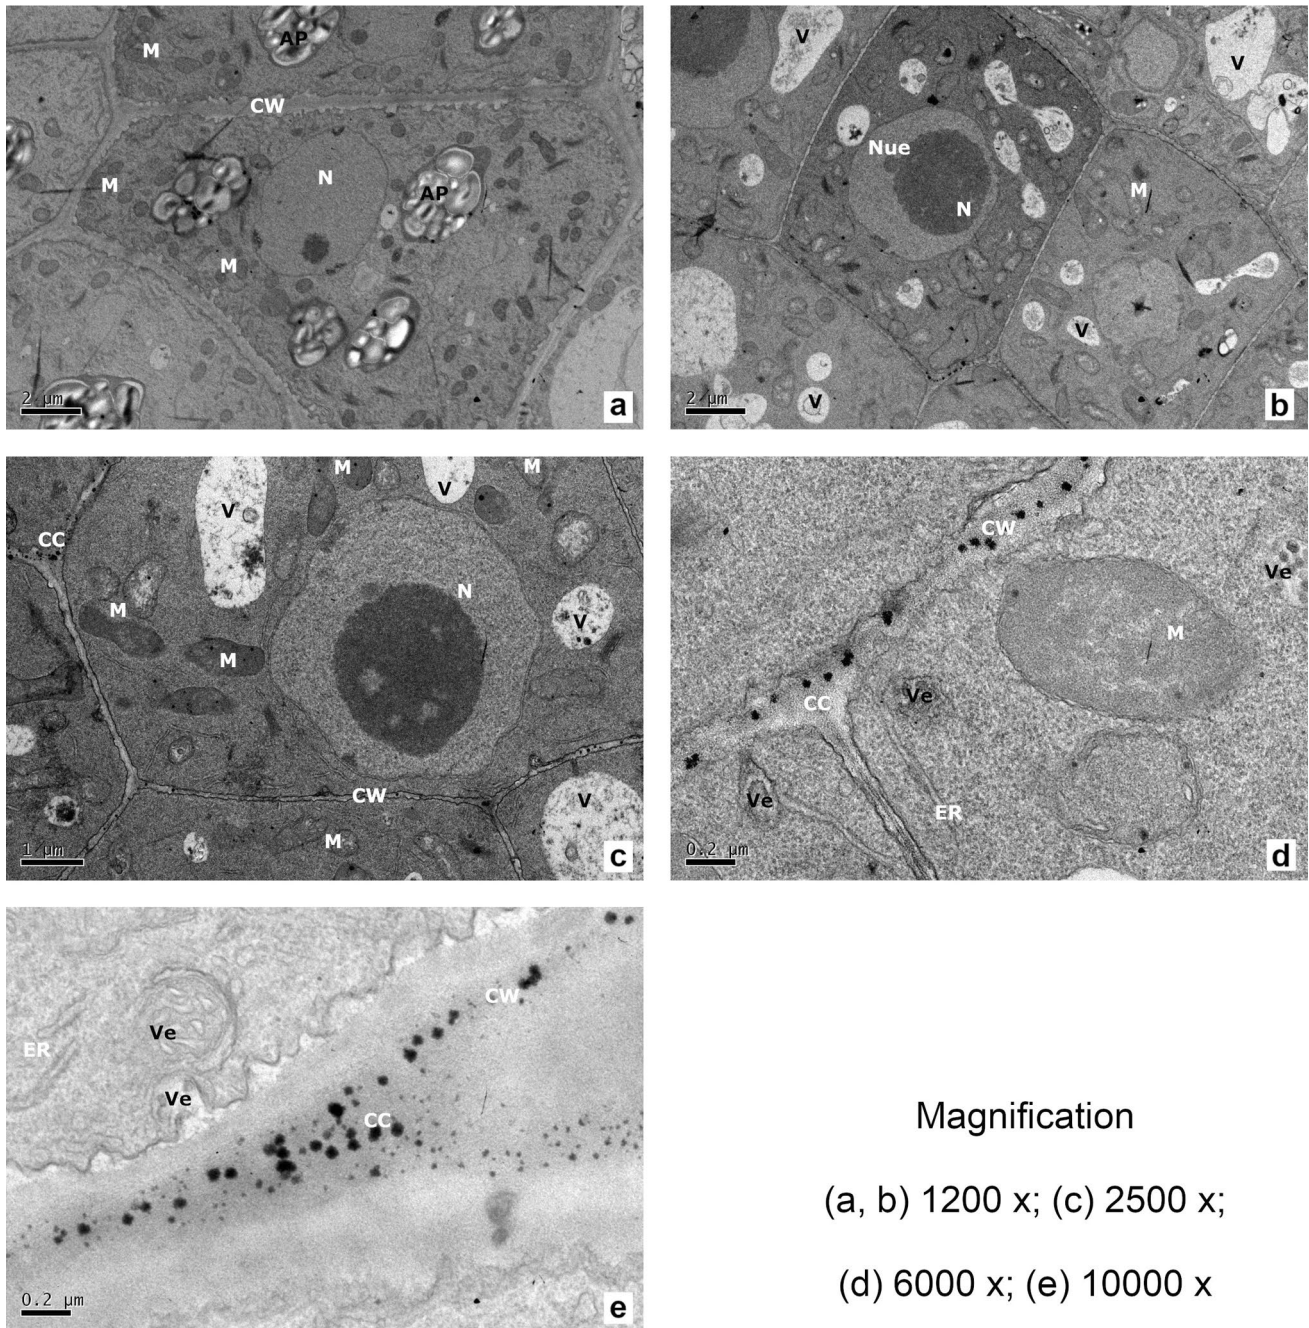 M
AP
CW
M
N
AP
M
2 µm
a
V
V
Nue
M
N
V
V
2 µm
b
M
V
M
V
CC
N
M
V
M
CW
V
M
1 µm
c
CW
Ve
M
Ve
CC
Ve
ER
0.2 µm
d
CW
Ve
ER
Ve
CC
0.2 µm
e
Magnification
(a, b) 1200 x; (c) 2500 x;
(d) 6000 x; (e) 10000 x